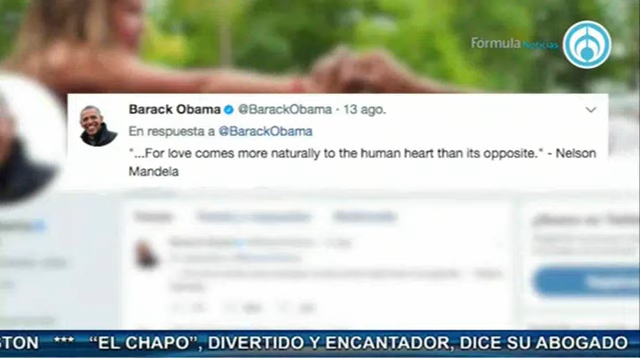 Fórmula Noticias
Barack Obama @BarackObama · 13 ago.
En respuesta a @BarackObama
"...For love comes more naturally to the human heart than its opposite." - Nelson
Mandela
TON *** "EL CHAPO", DIVERTIDO Y ENCANTADOR, DICE SU ABOGADO